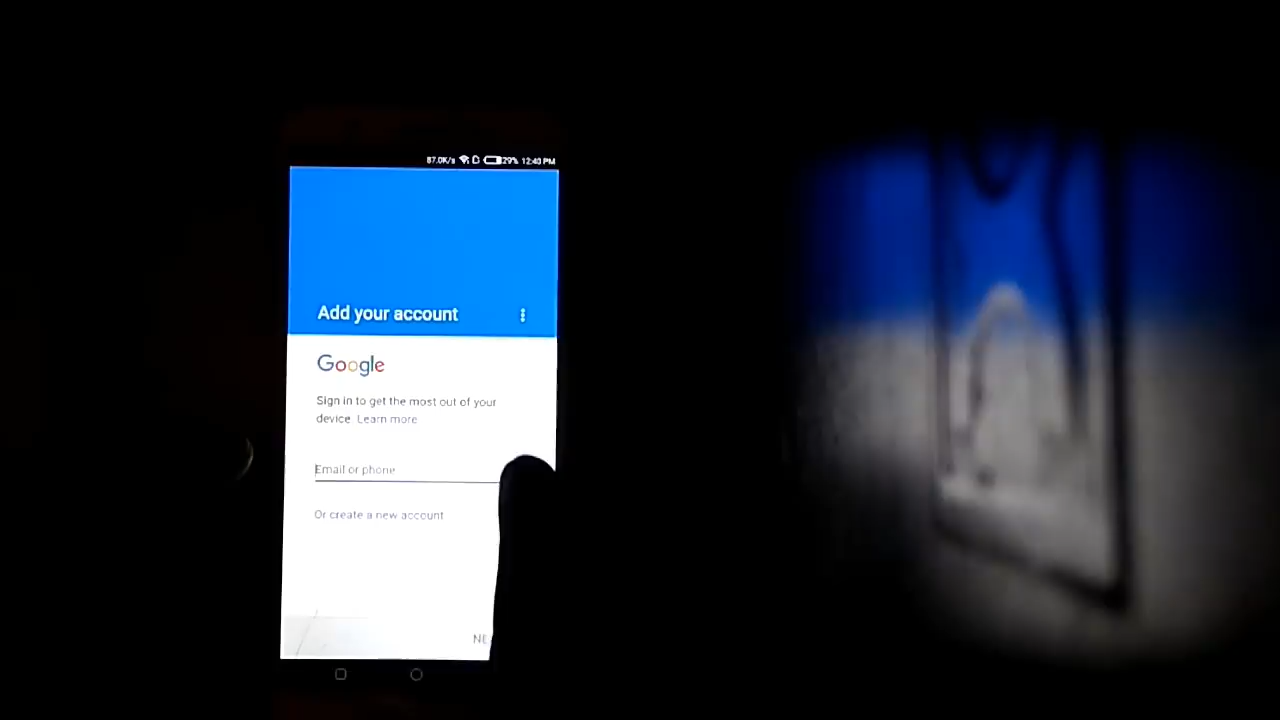 87.0K/s 29% 12:40 PM
Add your account
Google
Sign in to get the most out of your
device. Learn more
Email or phone
Or create a new account
NE